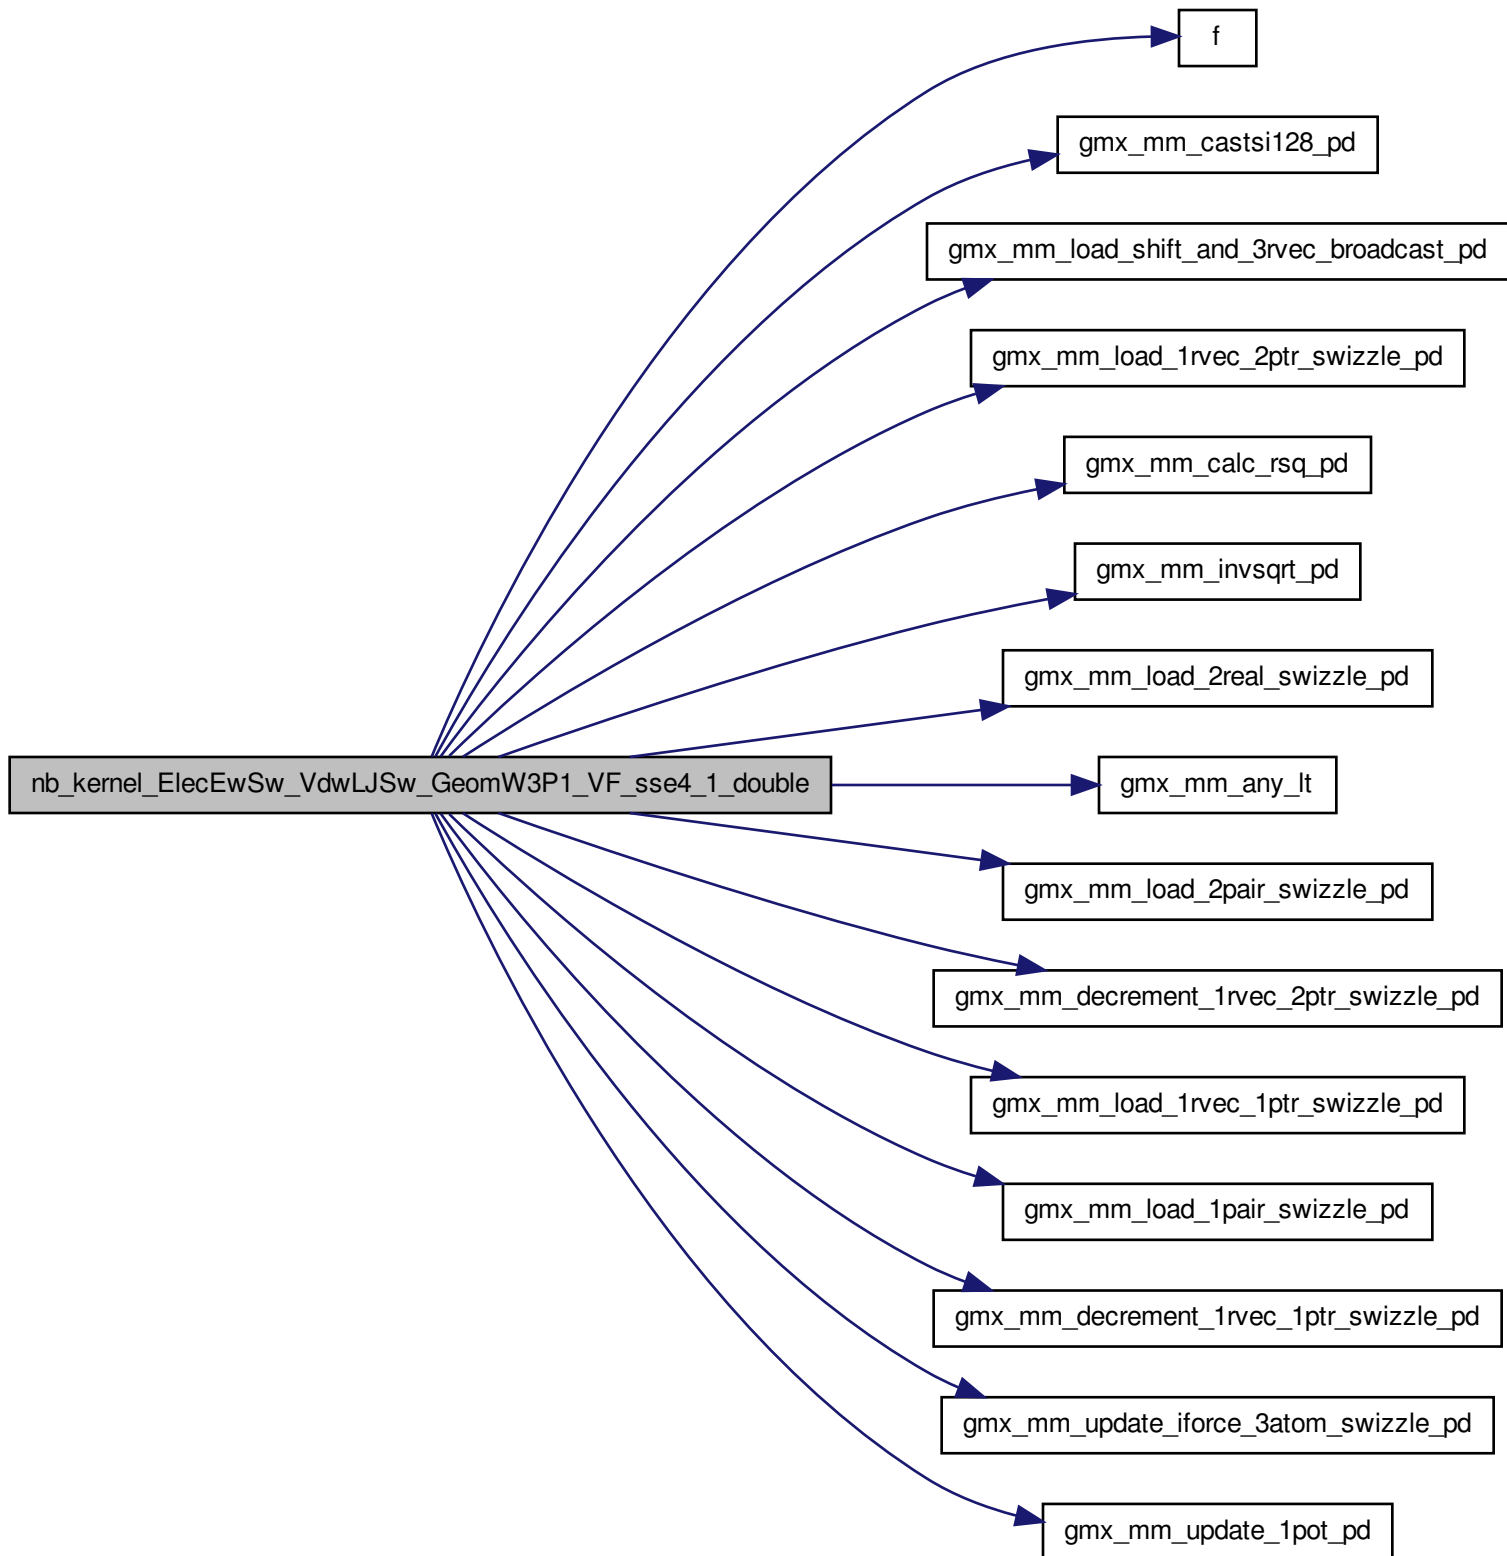 f
gmx_mm_castsi128_pd
gmx_mm_load_shift_and_3rvec_broadcast_pd
gmx_mm_load_1rvec_2ptr_swizzle_pd
gmx_mm_calc_rsq_pd
gmx_mm_invsqrt_pd
gmx_mm_load_2real_swizzle_pd
nb_kernel_ElecEwSw_VdwLJSw_GeomW3P1_VF_sse4_1_double
gmx_mm_any_lt
gmx_mm_load_2pair_swizzle_pd
gmx_mm_decrement_1rvec_2ptr_swizzle_pd
gmx_mm_load_1rvec_1ptr_swizzle_pd
gmx_mm_load_1pair_swizzle_pd
gmx_mm_decrement_1rvec_1ptr_swizzle_pd
gmx_mm_update_iforce_3atom_swizzle_pd
gmx_mm_update_1pot_pd